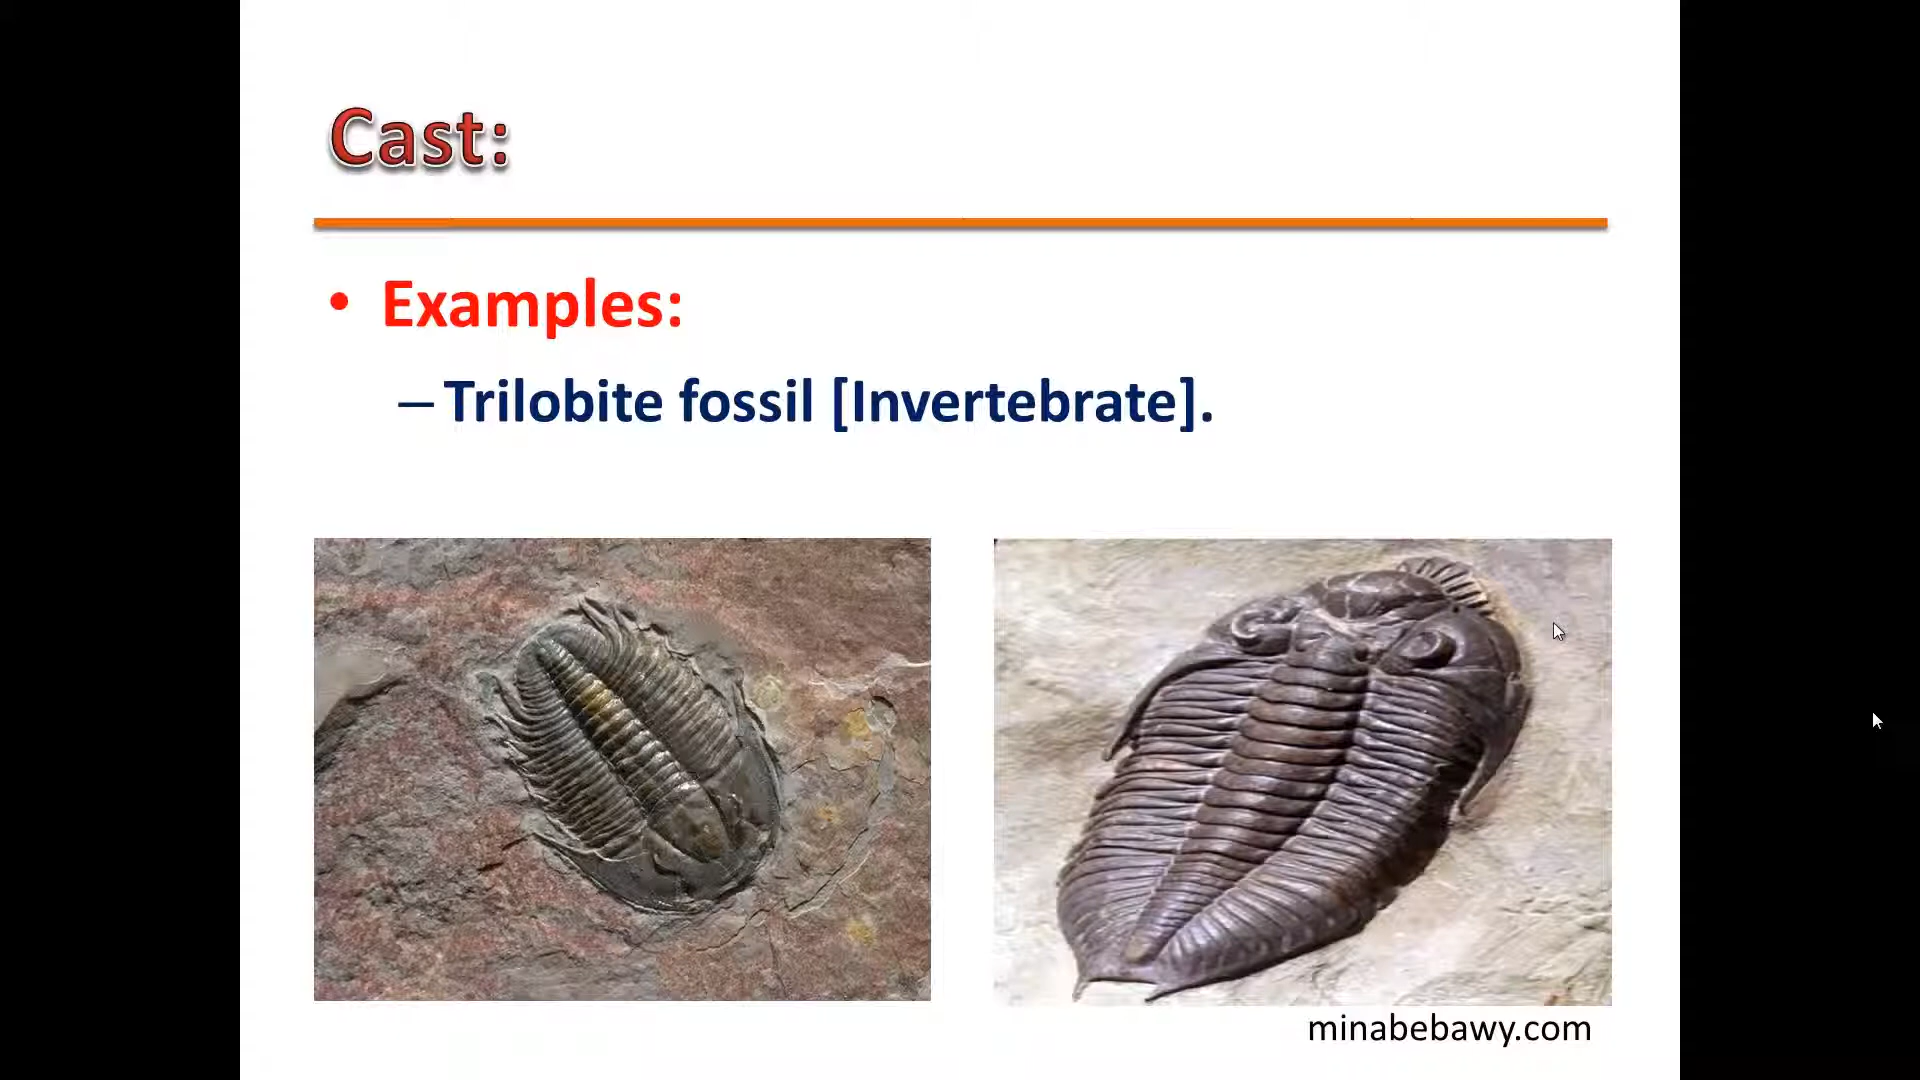 Cast:
• Examples:
– Trilobite fossil [Invertebrate].
minabebawy.com